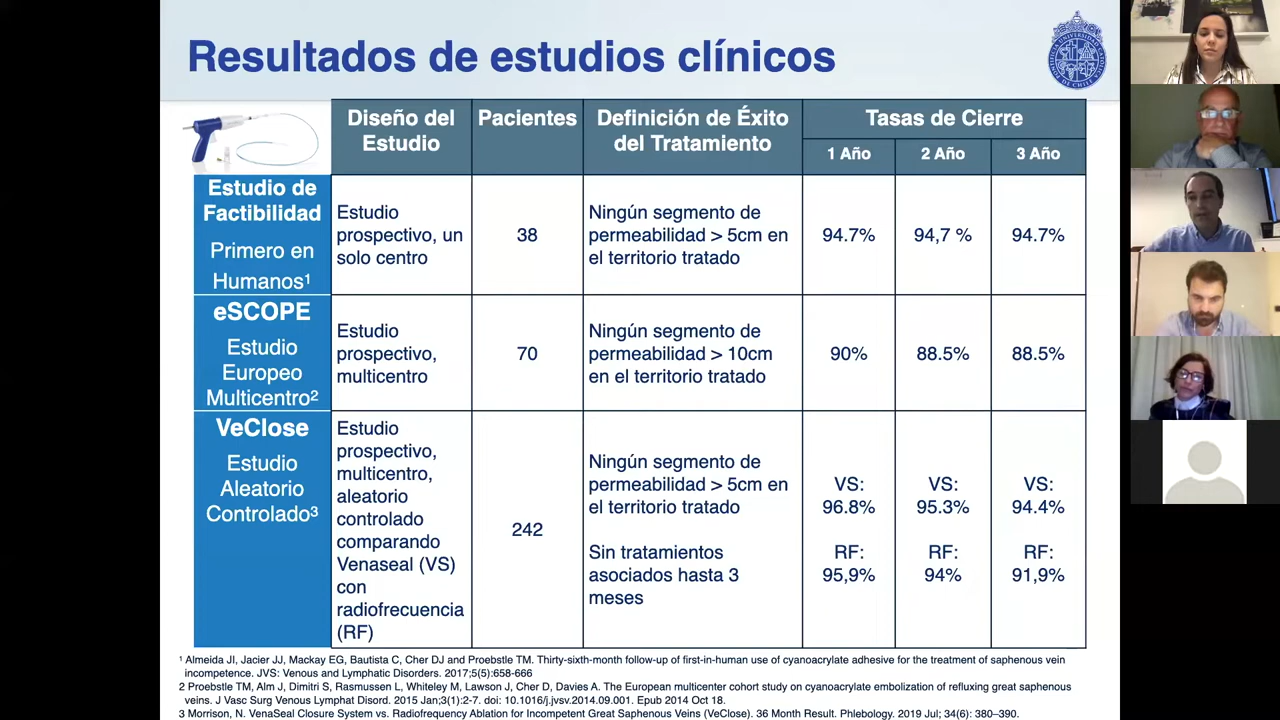 Resultados de estudios clínicos
Diseño del
Estudio
Pacientes
Definición de Éxito
del Tratamiento
Tasas de Cierre
1 Año
2 Año
3 Año
Estudio de
Factibilidad
Primero en
Humanos¹
Estudio
prospectivo, un
solo centro
38
Ningún segmento de
permeabilidad > 5cm en
el territorio tratado
94.7%
94,7 %
94.7%
eSCOPE
Estudio
Europeo
Multicentro²
Estudio
prospectivo,
multicentro
70
Ningún segmento de
permeabilidad > 10cm
en el territorio tratado
90%
88.5%
88.5%
VeClose
Estudio
Aleatorio
Controlado³
Estudio
prospectivo,
multicentro,
aleatorio
controlado
comparando
Venaseal (VS)
con
radiofrecuencia
(RF)
242
Ningún segmento de
permeabilidad > 5cm en
el territorio tratado
Sin tratamientos
asociados hasta 3
meses
VS:
96.8%
RF:
95,9%
VS:
95.3%
RF:
94%
VS:
94.4%
RF:
91,9%
¹ Almeida JI, Jacier JJ, Mackay EG, Bautista C, Cher DJ and Proebstle TM. Thirty-sixth-month follow-up of first-in-human use of cyanoacrylate adhesive for the treatment of saphenous vein
incompetence. JVS: Venous and Lymphatic Disorders. 2017;5(5):658-666
2 Proebstle TM, Alm J, Dimitri S, Rasmussen L, Whiteley M, Lawson J, Cher D, Davies A. The European multicenter cohort study on cyanoacrylate embolization of refluxing great saphenous
veins. J Vasc Surg Venous Lymphat Disord. 2015 Jan;3(1):2-7. doi: 10.1016/j.jvsv.2014.09.001. Epub 2014 Oct 18.
3 Morrison, N. VenaSeal Closure System vs. Radiofrequency Ablation for Incompetent Great Saphenous Veins (VeClose). 36 Month Result. Phlebology. 2019 Jul; 34(6): 380–390.